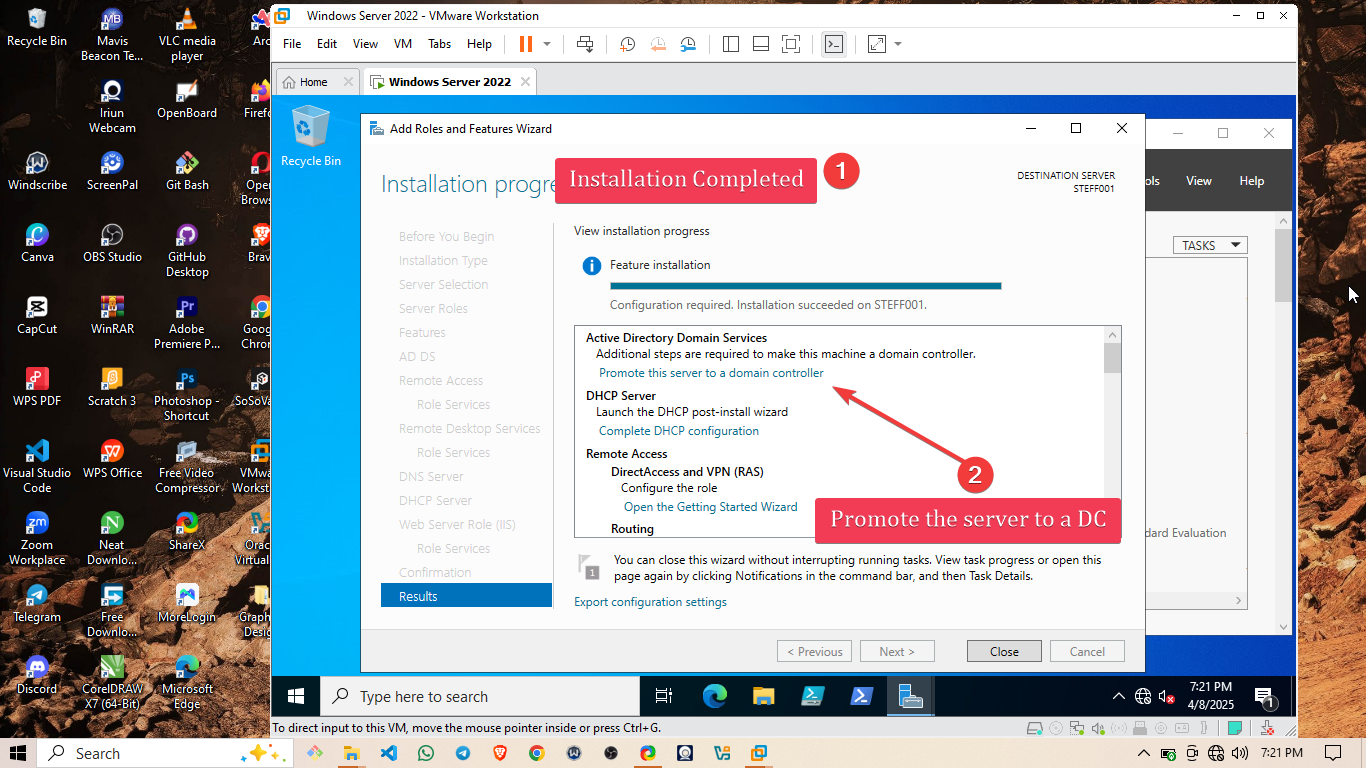 Recycle Bin
Mavis
Beacon Te...
VLC media
player
Arc
Iriun
Webcam
OpenBoard
Firef
Windscribe
ScreenPal
Git Bash
Oper
Brows
Canva
OBS Studio
GitHub
Desktop
Brav
CapCut
WinRAR
Adobe
Premiere P...
Goog
Chron
WPS PDF
Scratch 3
Photoshop -
Shortcut
SoSoVa
Visual Studio
Code
WPS Office
Free Video
Compressor
VMwa
Workst
Zoom
Workplace
Neat
Downlo...
ShareX
Orac
Virtual
Telegram
Free
Downlo...
MoreLogin
Graph
Desig
Discord
CorelDRAW
X7 (64-Bit)
Microsoft
Edge
Windows Server 2022 - VMware Workstation
File Edit View VM Tabs Help
Home
Windows Server 2022
Recycle Bin
Add Roles and Features Wizard
Installation progre
Installation Completed
1
DESTINATION SERVER
STEFF001
Before You Begin
Installation Type
Server Selection
Server Roles
Features
AD DS
Remote Access
Role Services
Remote Desktop Services
Role Services
DNS Server
DHCP Server
Web Server Role (IIS)
Role Services
Confirmation
Results
View installation progress
Feature installation
Configuration required. Installation succeeded on STEFF001.
Active Directory Domain Services
Additional steps are required to make this machine a domain controller.
Promote this server to a domain controller
DHCP Server
Launch the DHCP post-install wizard
Complete DHCP configuration
Remote Access
DirectAccess and VPN (RAS)
Configure the role
Open the Getting Started Wizard
Routing
2
Promote the server to a DC
1
You can close this wizard without interrupting running tasks. View task progress or open this
page again by clicking Notifications in the command bar, and then Task Details.
Export configuration settings
< Previous
Next >
Close
Cancel
ols View Help
TASKS
dard Evaluation
Type here to search
7:21 PM
4/8/2025
1
To direct input to this VM, move the mouse pointer inside or press Ctrl+G.
Search
7:21 PM